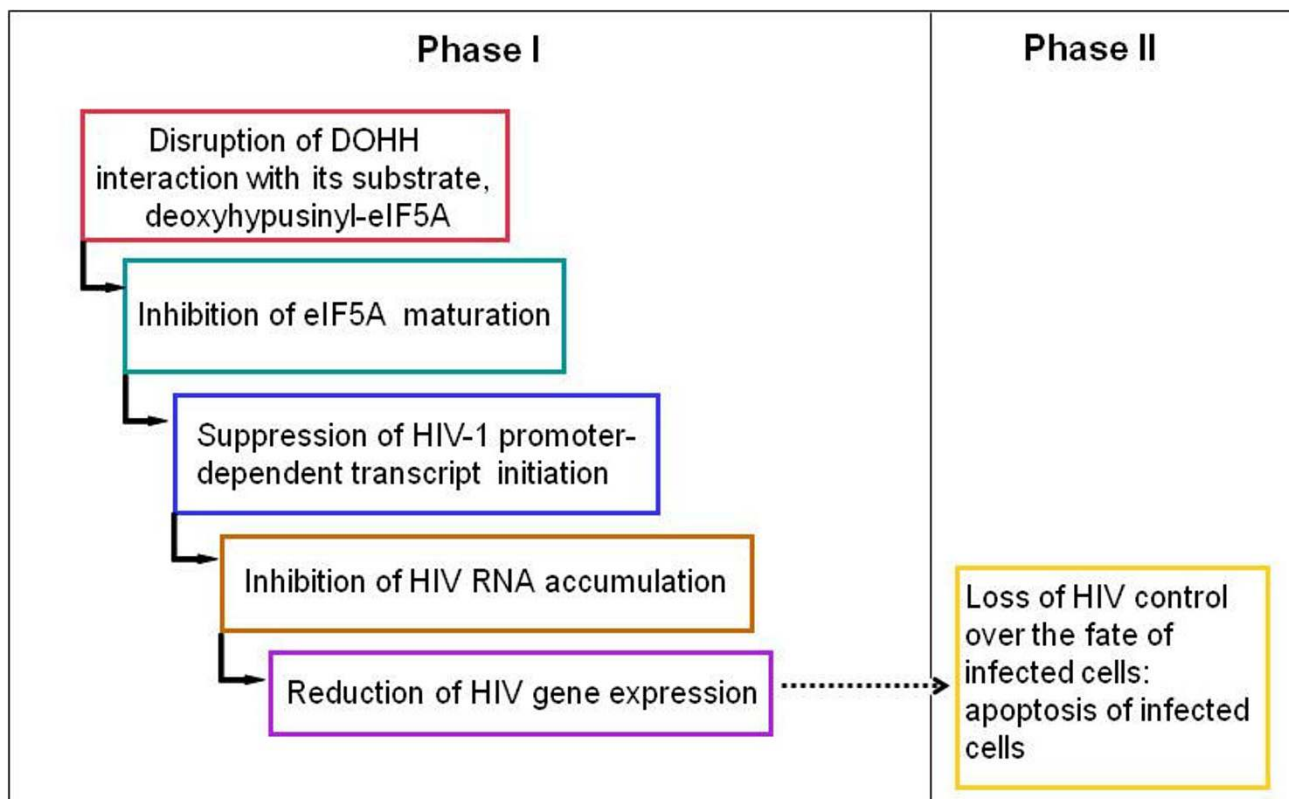 Phase I
Phase II
Disruption of DOHH
interaction with its substrate,
deoxyhypusinyl-eIF5A
Inhibition of eIF5A maturation
Suppression of HIV-1 promoter-
dependent transcript initiation
Inhibition of HIV RNA accumulation
Reduction of HIV gene expression
Loss of HIV control
over the fate of
infected cells:
apoptosis of infected
cells